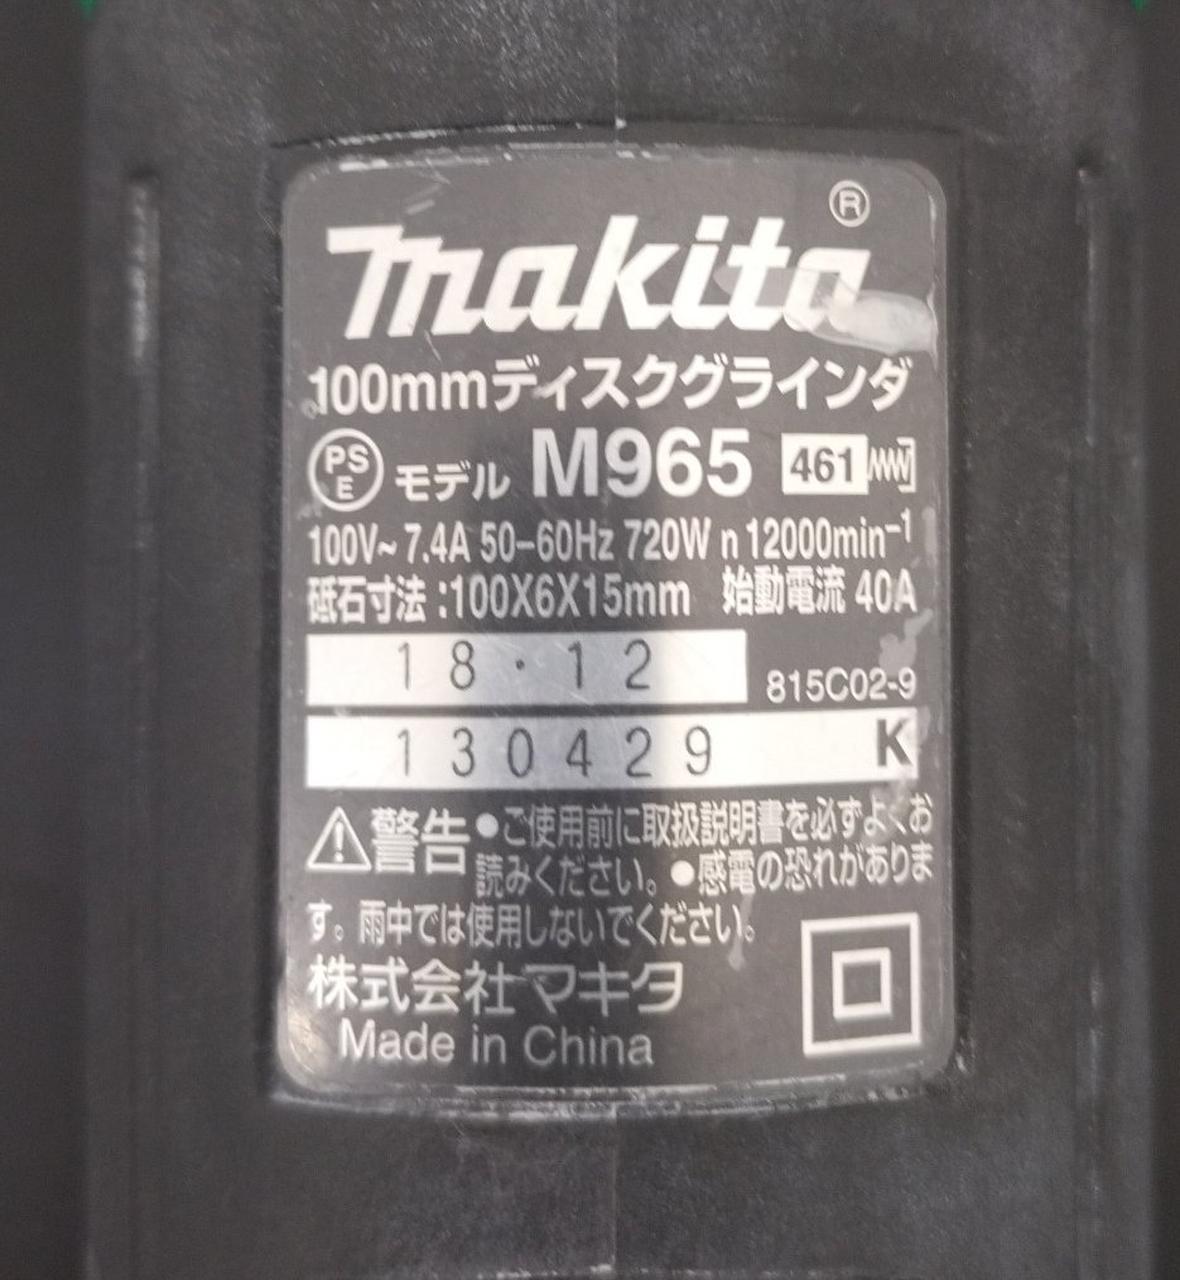 makita®
100mmディスクグラインダ
PS
E モデル M965 461
100V~ 7.4A 50-60Hz 720W n 12000min⁻¹
砥石寸法:100X6X15mm 始動電流 40A
18・12
815C02-9
130429 K
⚠警告 ●ご使用前に取扱説明書を必ずよくお
読みください。●感電の恐れがありま
す。雨中では使用しないでください。
株式会社マキタ
Made in China